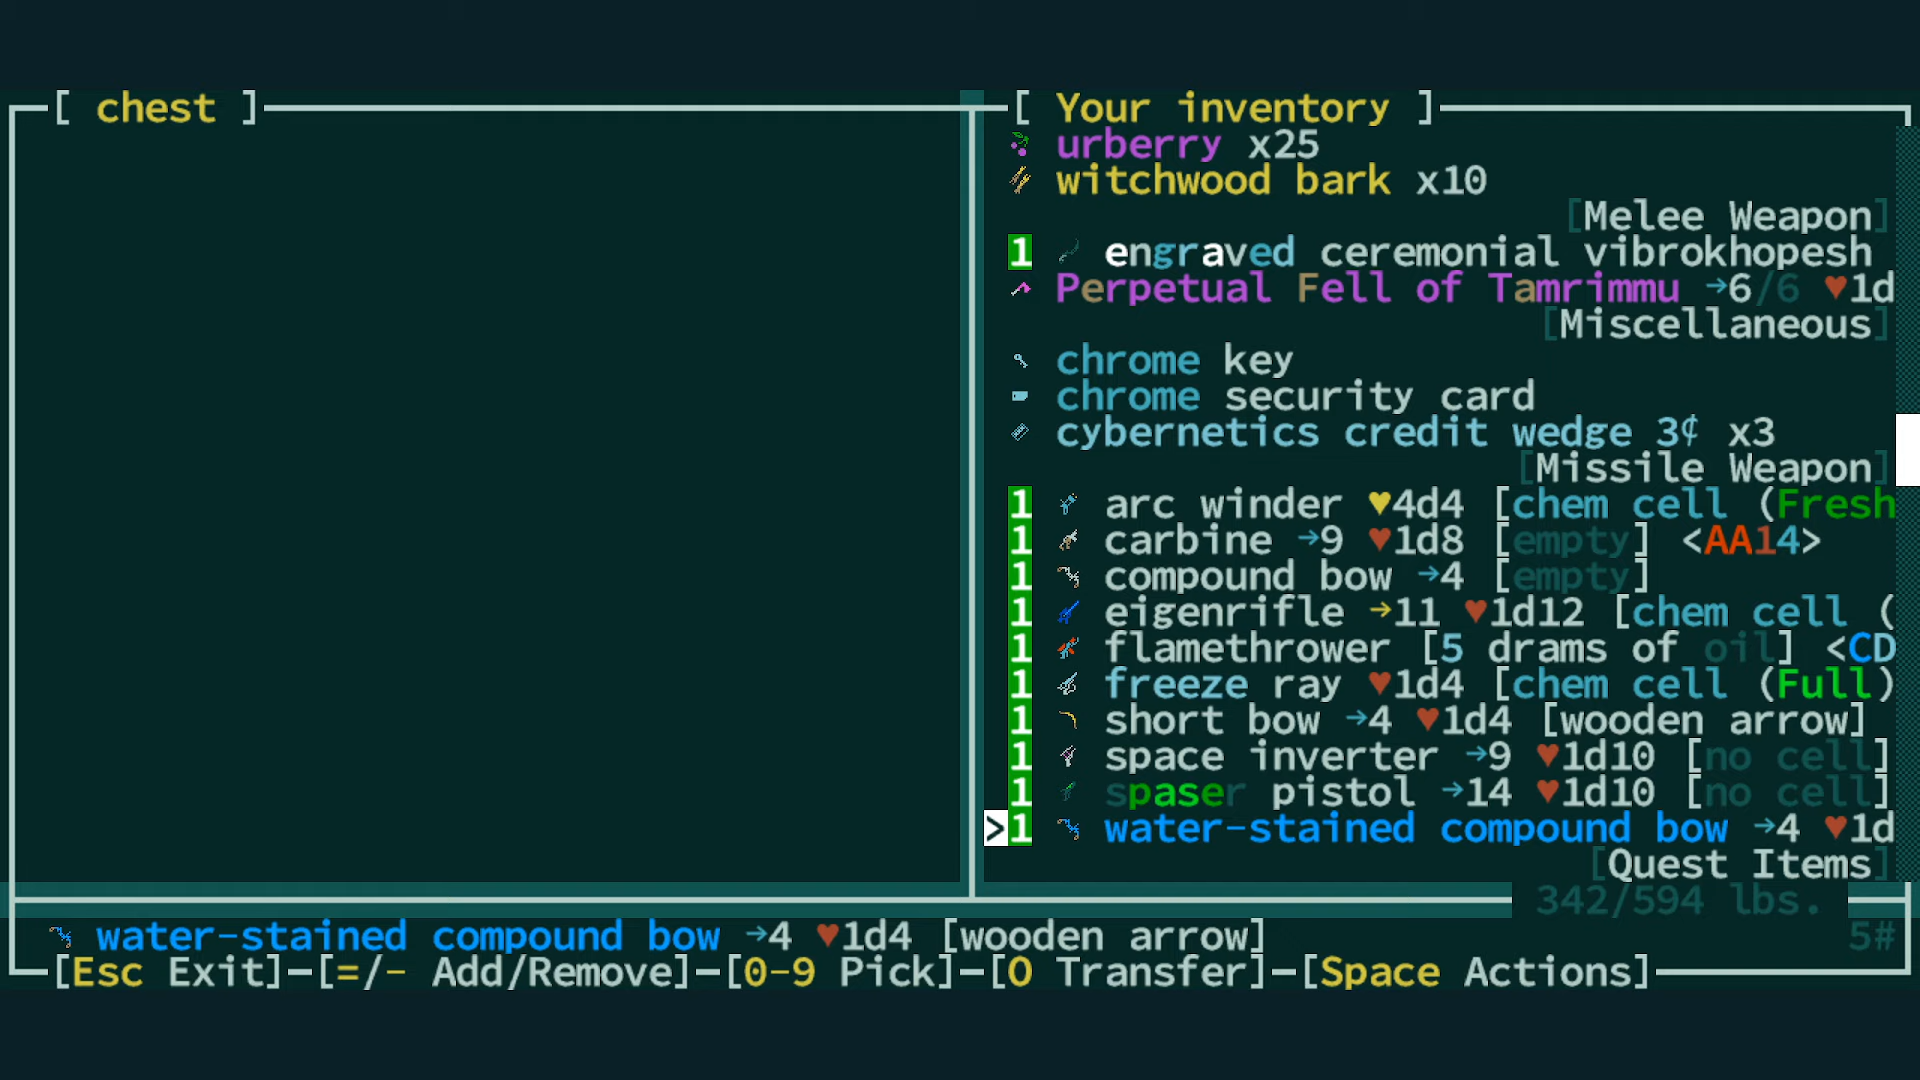 [ chest ]
[ Your inventory ]
urberry x25
witchwood bark x10
[Melee Weapon]
1 engraved ceremonial vibrokhopesh
Perpetual Fell of Tamrimmu →6/6 ♥1d
[Miscellaneous]
chrome key
chrome security card
cybernetics credit wedge 3¢ x3
[Missile Weapon]
1 arc winder ♥4d4 [chem cell (Fresh
1 carbine →9 ♥1d8 [empty] <AA14>
1 compound bow →4 [empty]
1 eigenrifle →11 ♥1d12 [chem cell (
1 flamethrower [5 drams of oil] <CD
1 freeze ray ♥1d4 [chem cell (Full)
1 short bow →4 ♥1d4 [wooden arrow]
1 space inverter →9 ♥1d10 [no cell]
1 spaser pistol →14 ♥1d10 [no cell]
>1 water-stained compound bow →4 ♥1d
[Quest Items]
342/594 lbs.
water-stained compound bow →4 ♥1d4 [wooden arrow]
5#
[Esc Exit]-[=/- Add/Remove]-[0-9 Pick]-[O Transfer]-[Space Actions]